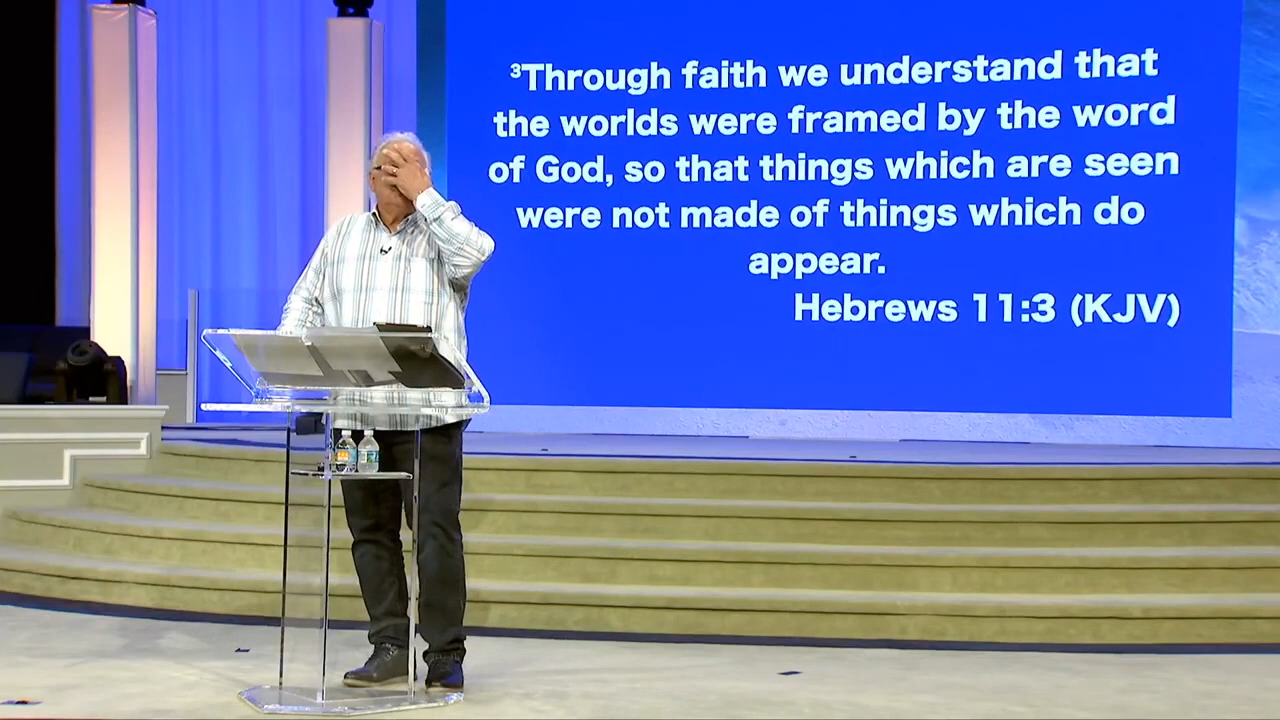 ³Through faith we understand that
the worlds were framed by the word
of God, so that things which are seen
were not made of things which do
appear.
Hebrews 11:3 (KJV)